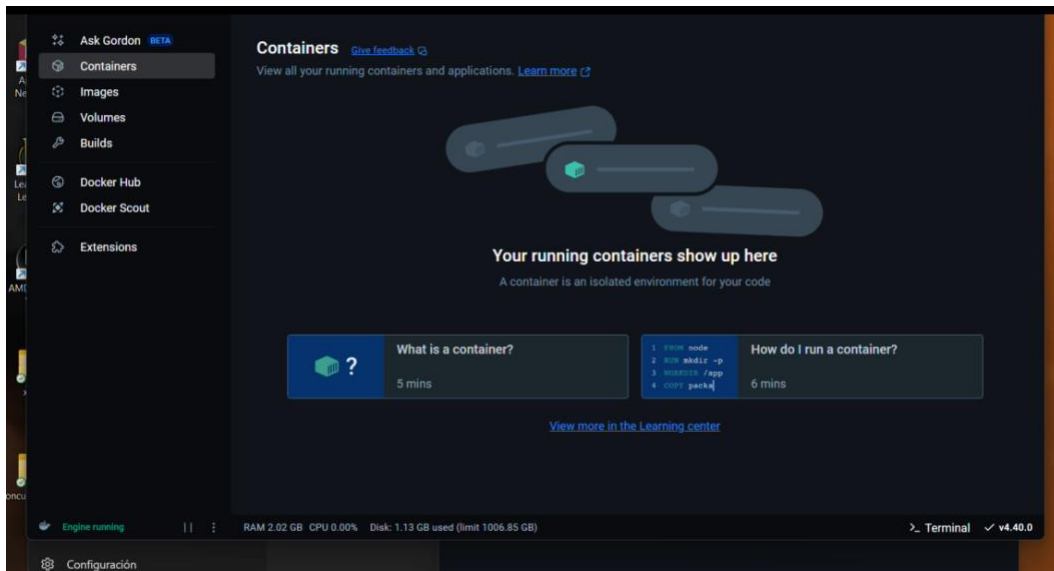 Ask Gordon BETA
Containers
Images
Volumes
Builds
Docker Hub
Docker Scout
Extensions
Containers Give feedback
View all your running containers and applications. Learn more
Your running containers show up here
A container is an isolated environment for your code
?
What is a container?
5 mins
1 FROM node
2 RUN mkdir -p
3 WORKDIR /app
4 COPY packa
How do I run a container?
6 mins
View more in the Learning center
Engine running
RAM 2.02 GB CPU 0.00% Disk: 1.13 GB used (limit 1006.85 GB)
>_ Terminal
v4.40.0
Configuración